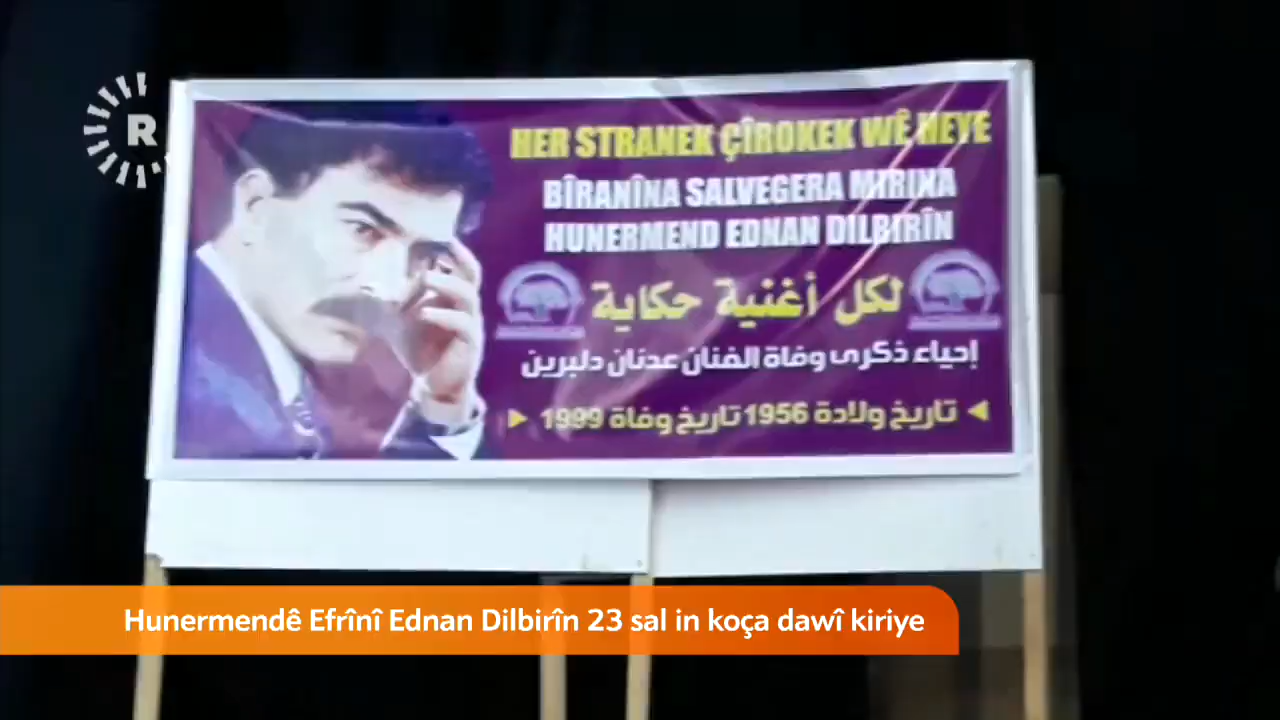 R
HER STRANEK ÇÎROKEK WÊ HEYE
BÎRANÎNA SALVEGERA MIRINA
HUNERMEND EDNAN DILBIRÎN
لكل أغنية حكاية
إحياء ذكرى وفاة الفنان عدنان دلبرين
تاريخ ولادة 1956 تاريخ وفاة 1999
Hunermendê Efrînî Ednan Dilbirîn 23 sal in koça dawî kiriye